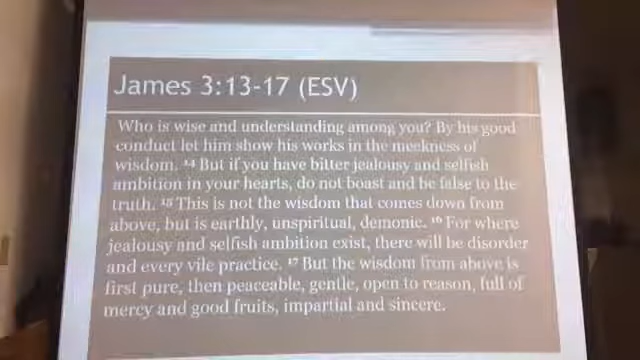 James 3:13-17 (ESV)
Who is wise and understanding among you? By his good
conduct let him show his works in the meekness of
wisdom. 14 But if you have bitter jealousy and selfish
ambition in your hearts, do not boast and be false to the
truth. 15 This is not the wisdom that comes down from
above, but is earthly, unspiritual, demonic. 16 For where
jealousy and selfish ambition exist, there will be disorder
and every vile practice. 17 But the wisdom from above is
first pure, then peaceable, gentle, open to reason, full of
mercy and good fruits, impartial and sincere.